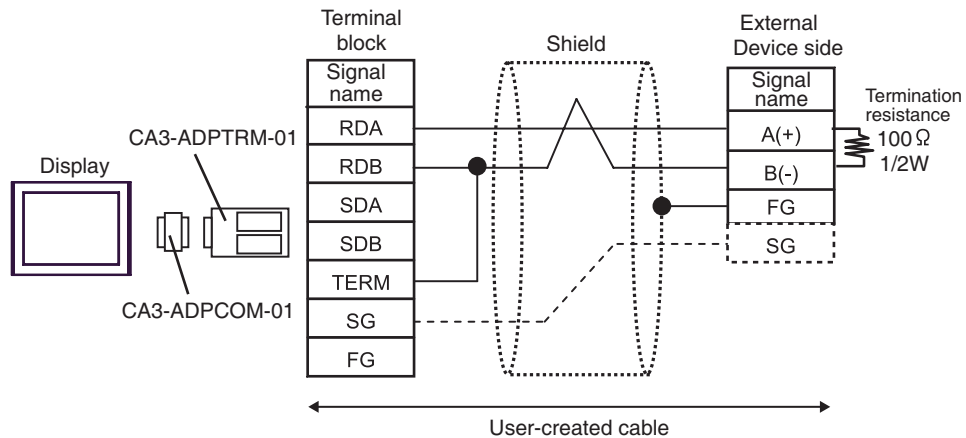 Terminal
block
Shield
External
Device side
Signal
name
RDA
RDB
SDA
SDB
TERM
SG
FG
Signal
name
A(+)
B(-)
FG
SG
Termination
resistance
100 Ω
1/2W
Display
CA3-ADPTRM-01
CA3-ADPCOM-01
User-created cable